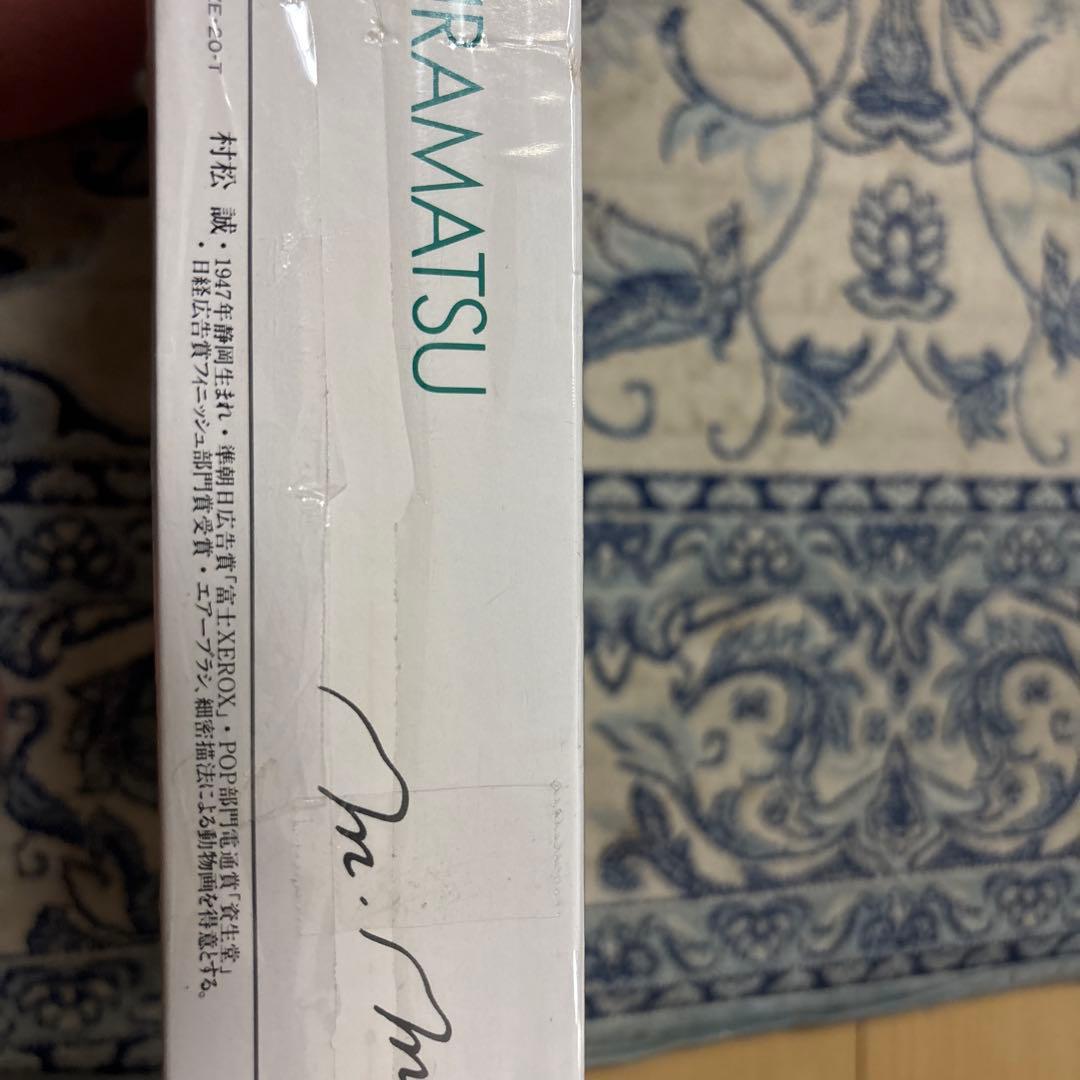 URAMATSU
ZE-20-T
村松 誠・1947年静岡生まれ・準朝日広告賞「富士XEROX」・POP部門電通賞「資生堂」
・日経広告賞フィニッシュ部門賞受賞・エアーブラシ、細密描法による動物画を得意とする。